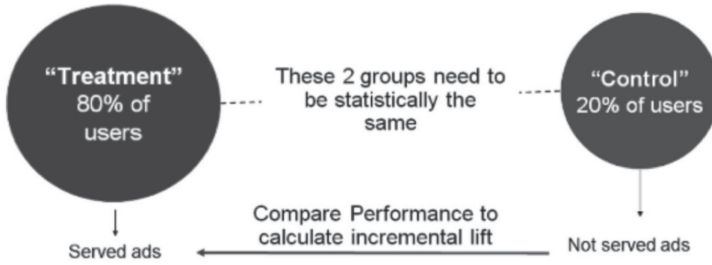 “Treatment”
80% of
users
These 2 groups need to
be statistically the
same
“Control”
20% of users
Compare Performance to
calculate incremental lift
Served ads
Not served ads